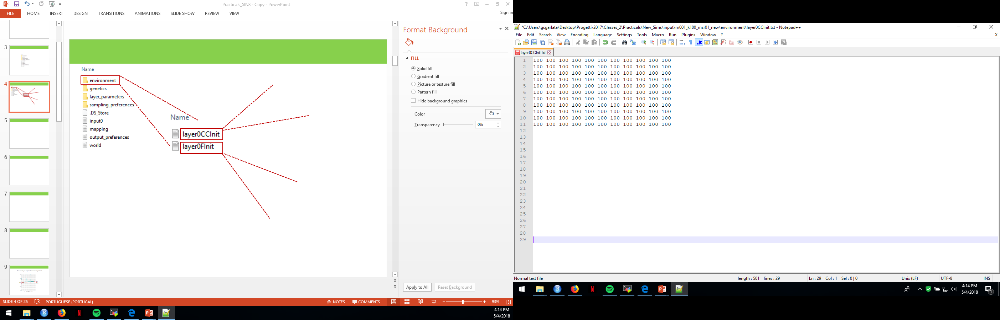 Practicals_SINS - Copy - PowerPoint
FILE HOME INSERT DESIGN TRANSITIONS ANIMATIONS SLIDE SHOW REVIEW VIEW Sign in
3
4
5
6
7
8
9
Name
environment
genetics
layer_parameters
sampling_preferences
.DS_Store
input0
mapping
output_preferences
world
Name
layer0CCInit
layer0FInit
Format Background
FILL
Solid fill
Gradient fill
Picture or texture fill
Pattern fill
Hide background graphics
Color
Transparency 0%
Apply to All Reset Background
SLIDE 4 OF 25 PORTUGUESE (PORTUGAL) NOTES COMMENTS 93%
4:14 PM
5/4/2018
*C:\Users\gsgarlata\Desktop\Progetti\2017\Classes_2\Practicals\New_Sims\input\m001_k100_msr01_new\environment\layer0CCInit.txt - Notepad++
File Edit Search View Encoding Language Settings Tools Macro Run Plugins Window ? X
layer0CCInit.txt
1 100 100 100 100 100 100 100 100 100 100 100
2 100 100 100 100 100 100 100 100 100 100 100
3 100 100 100 100 100 100 100 100 100 100 100
4 100 100 100 100 100 100 100 100 100 100 100
5 100 100 100 100 100 100 100 100 100 100 100
6 100 100 100 100 100 100 100 100 100 100 100
7 100 100 100 100 100 100 100 100 100 100 100
8 100 100 100 100 100 100 100 100 100 100 100
9 100 100 100 100 100 100 100 100 100 100 100
10 100 100 100 100 100 100 100 100 100 100 100
11 100 100 100 100 100 100 100 100 100 100 100
12
13
14
15
16
17
18
19
20
21
22
23
24
25
26
27
28
29
Normal text file length : 501 lines : 29 Ln : 29 Col : 1 Sel : 0 | 0 Unix (LF) UTF-8 INS
4:14 PM
5/4/2018
1